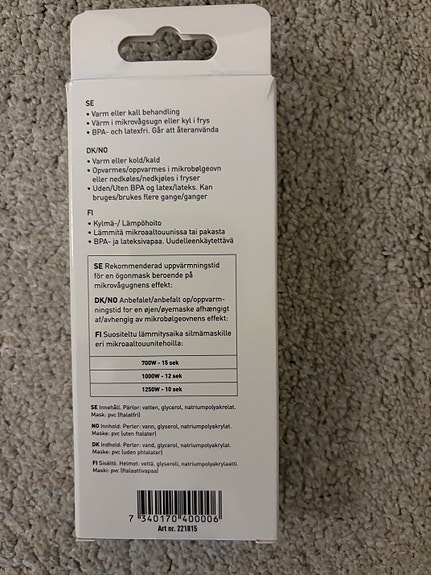 SE
• Varm eller kall behandling
• Värm i mikrovågsugn eller kyl i frys
• BPA- och latexfri. Går att återanvända
DK/NO
• Varm eller kold/kald
• Opvarmes/oppvarmes i mikrobølgeovn
eller nedkøles/nedkjøles i fryser
• Uden/Uten BPA og latex/lateks. Kan
bruges/brukes flere gange/ganger
FI
• Kylmä-/ Lämpöhoito
• Lämmitä mikroaaltouunissa tai pakasta
• BPA- ja lateksivapaa. Uudelleenkäytettävä
SE Rekommenderad uppvärmningstid
för en ögonmask beroende på
mikrovågugnens effekt:
DK/NO Anbefalet/anbefalt op/oppvarm-
ningstid for en øjen/øyemaske afhængigt
af/avhengig av mikrobølgeovnens effekt:
FI Suositeltu lämmitysaika silmämaskille
eri mikroaaltouunitehoilla:
700W - 15 sek
1000W - 12 sek
1250W - 10 sek
SE Innehåll. Pärlor: vatten, glycerol, natriumpolyakrelat.
Mask: pvc (ftalatfri)
NO Innhold: Perler: vann, glyserol, natriumpolyakrylat.
Maske: pvc (uten ftalater)
DK Indhold: Perler: vand, glycerol, natriumpolyakrylat.
Maske: pvc (uden phtalater)
FI Sisältö. Helmet: vettä, glyseroli, natriumpolyakrylaatti.
Maski: pvc (ftalaattivapaa)
7 340170 400006
Art nr. 221815